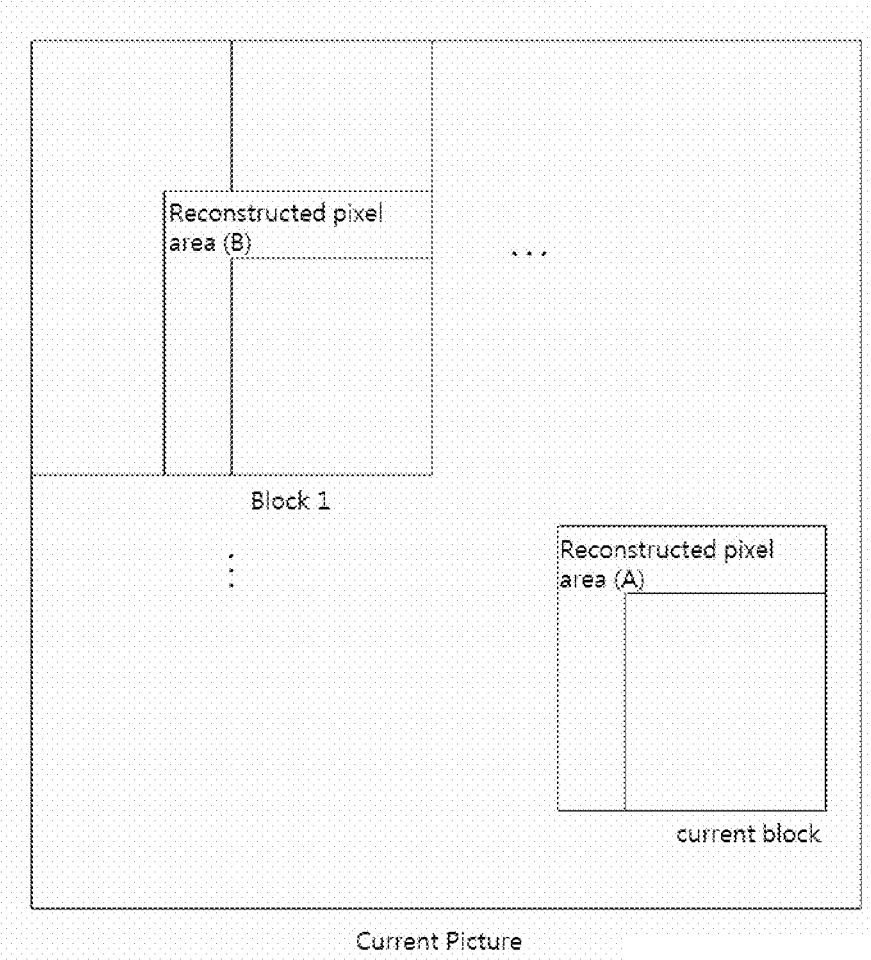 Reconstructed pixel
area (B)
...
Block 1
⋮
Reconstructed pixel
area (A)
current block
Current Picture